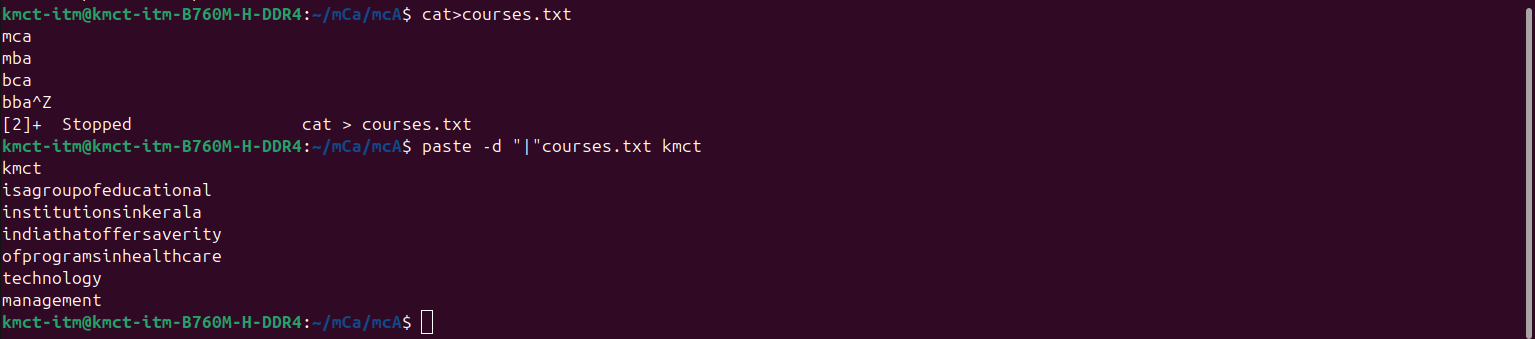 kmct-itm@kmct-itm-B760M-H-DDR4:~/mCa/mcA$ cat>courses.txt
mca
mba
bca
bba^Z
[2]+  Stopped                 cat > courses.txt
kmct-itm@kmct-itm-B760M-H-DDR4:~/mCa/mcA$ paste -d "|"courses.txt kmct
kmct
isagroupofeducational
institutionsinkerala
indiathatoffersaverity
ofprogramsinhealthcare
technology
management
kmct-itm@kmct-itm-B760M-H-DDR4:~/mCa/mcA$